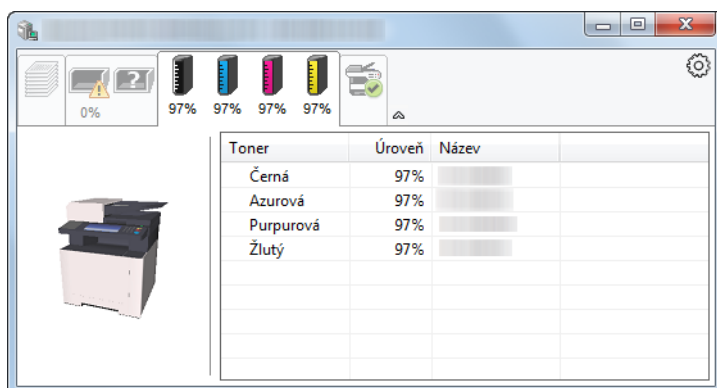 0% 97% 97% 97% 97%
Toner Úroveň Název
Černá 97%
Azurová 97%
Purpurová 97%
Žlutý 97%